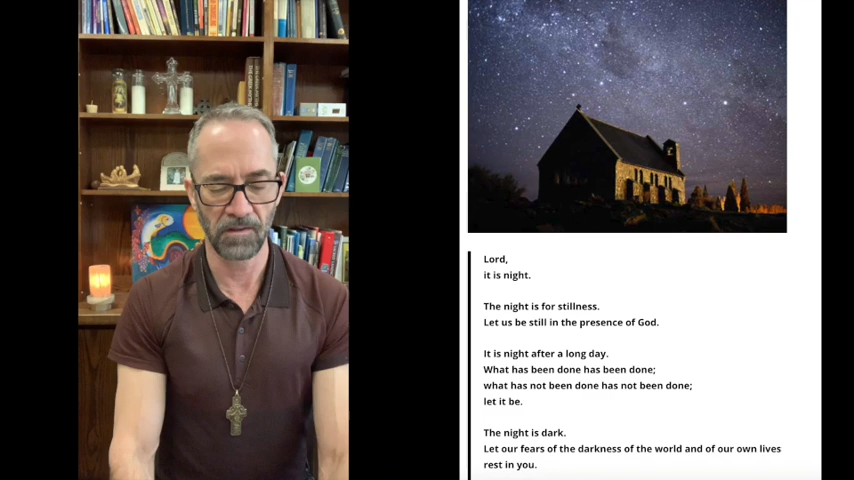 Lord,
it is night.
The night is for stillness.
Let us be still in the presence of God.
It is night after a long day.
What has been done has been done;
what has not been done has not been done;
let it be.
The night is dark.
Let our fears of the darkness of the world and of our own lives
rest in you.